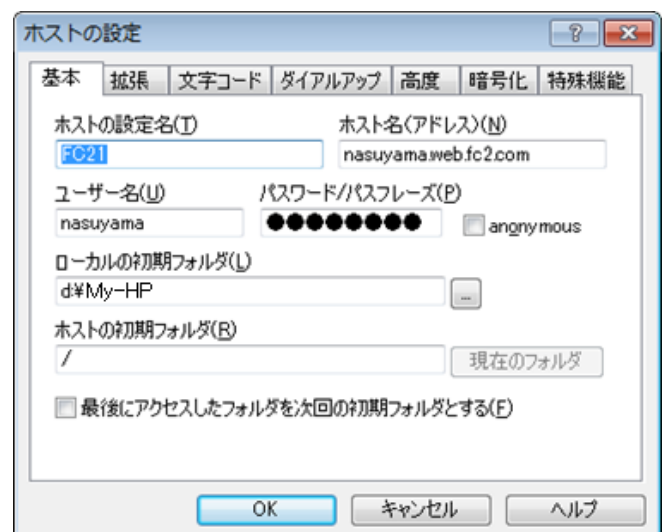 ホストの設定
基本 拡張 文字コード ダイアルアップ 高度 暗号化 特殊機能
ホストの設定名(T) ホスト名(アドレス)(N)
FC21 nasuyama.web.fc2.com
ユーザー名(U) パスワード/パスフレーズ(P)
nasuyama ●●●●●●●● anonymous
ローカルの初期フォルダ(L)
d:¥My-HP ...
ホストの初期フォルダ(R)
/ 現在のフォルダ
最後にアクセスしたフォルダを次回の初期フォルダとする(F)
OK キャンセル ヘルプ